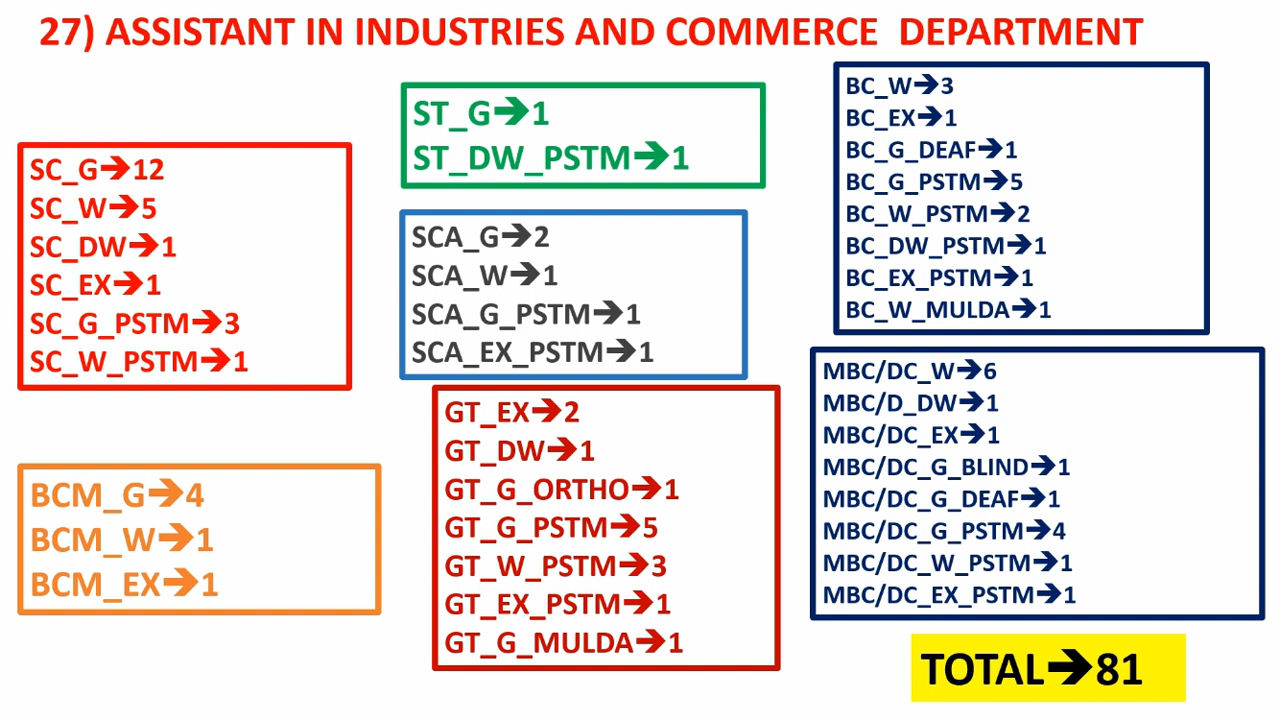 27) ASSISTANT IN INDUSTRIES AND COMMERCE DEPARTMENT
SC_G➔12
SC_W➔5
SC_DW➔1
SC_EX➔1
SC_G_PSTM➔3
SC_W_PSTM➔1
BCM_G➔4
BCM_W➔1
BCM_EX➔1
ST_G➔1
ST_DW_PSTM➔1
SCA_G➔2
SCA_W➔1
SCA_G_PSTM➔1
SCA_EX_PSTM➔1
GT_EX➔2
GT_DW➔1
GT_G_ORTHO➔1
GT_G_PSTM➔5
GT_W_PSTM➔3
GT_EX_PSTM➔1
GT_G_MULDA➔1
BC_W➔3
BC_EX➔1
BC_G_DEAF➔1
BC_G_PSTM➔5
BC_W_PSTM➔2
BC_DW_PSTM➔1
BC_EX_PSTM➔1
BC_W_MULDA➔1
MBC/DC_W➔6
MBC/D_DW➔1
MBC/DC_EX➔1
MBC/DC_G_BLIND➔1
MBC/DC_G_DEAF➔1
MBC/DC_G_PSTM➔4
MBC/DC_W_PSTM➔1
MBC/DC_EX_PSTM➔1
TOTAL➔81